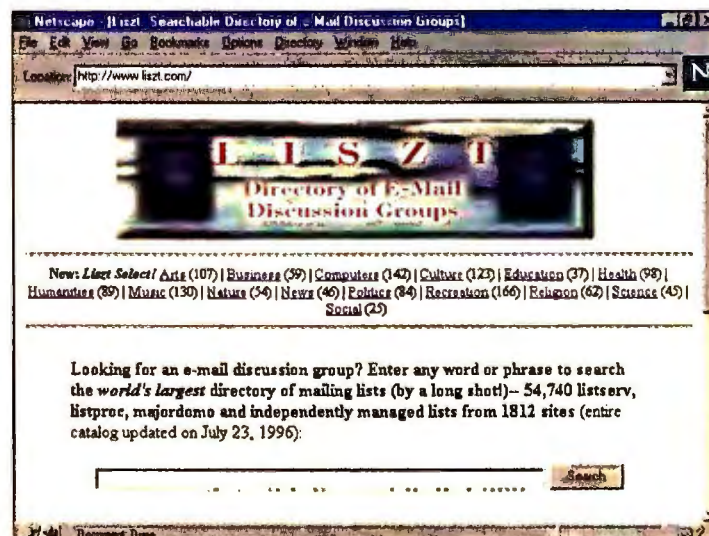 Netscape - [Liszt, Searchable Directory of e-Mail Discussion Groups]
File Edit View Go Bookmarks Options Directory Window Help
Location: http://www.liszt.com/
N
LISZT
Directory of E-Mail
Discussion Groups
New: Liszt Select! Arts (107) | Business (59) | Computers (142) | Culture (123) | Education (37) | Health (98) |
Humanities (89) | Music (130) | Nature (54) | News (46) | Politics (84) | Recreation (166) | Religion (62) | Science (45) |
Social (25)
Looking for an e-mail discussion group? Enter any word or phrase to search
the world's largest directory of mailing lists (by a long shot!)-- 54,740 listserv,
listproc, majordomo and independently managed lists from 1812 sites (entire
catalog updated on July 23, 1996):
Search
Document: Done